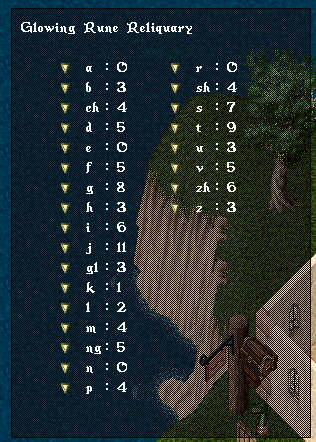 Glowing Rune Reliquary
a : 0
b : 3
ch : 4
d : 5
e : 0
f : 5
g : 8
h : 3
i : 6
j : 11
gl : 3
k : 1
l : 2
m : 4
ng : 5
n : 0
p : 4
r : 0
sh : 4
s : 7
t : 9
u : 3
v : 5
zh : 6
z : 3